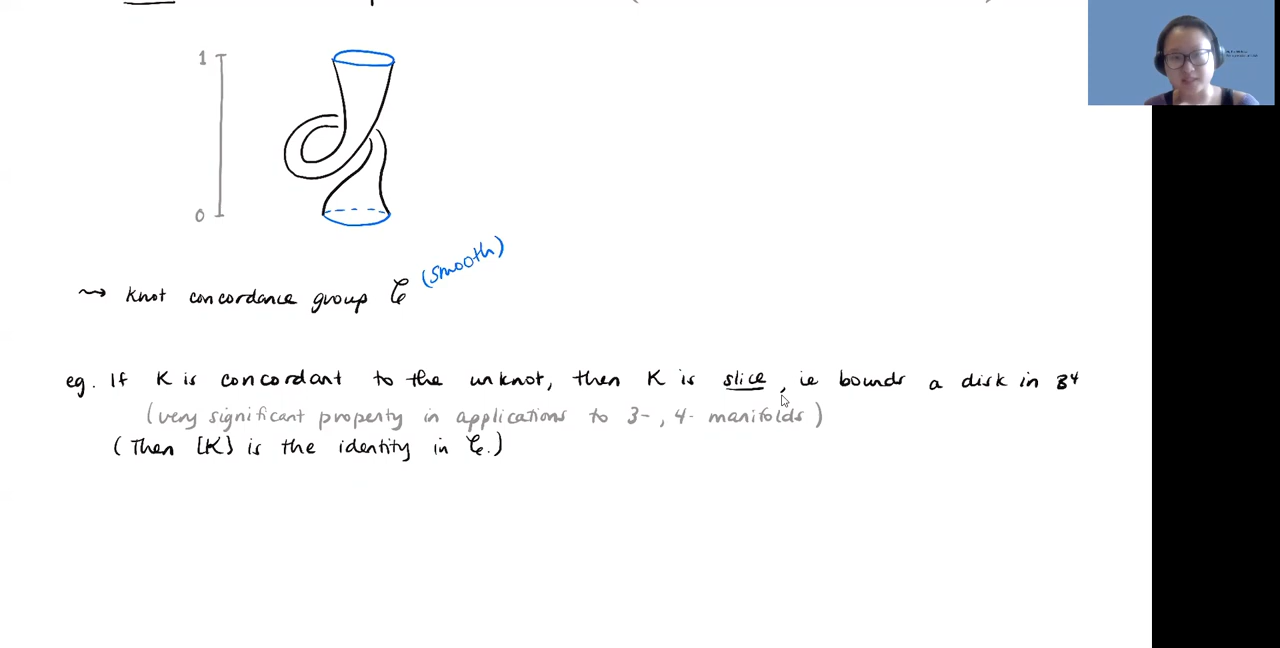 1
0
⇝ knot concordance group 𝒞 (smooth)
eg. If K is concordant to the unknot, then K is slice, ie bounds a disk in B⁴
(very significant property in applications to 3-, 4- manifolds)
(Then [K] is the identity in 𝒞.)